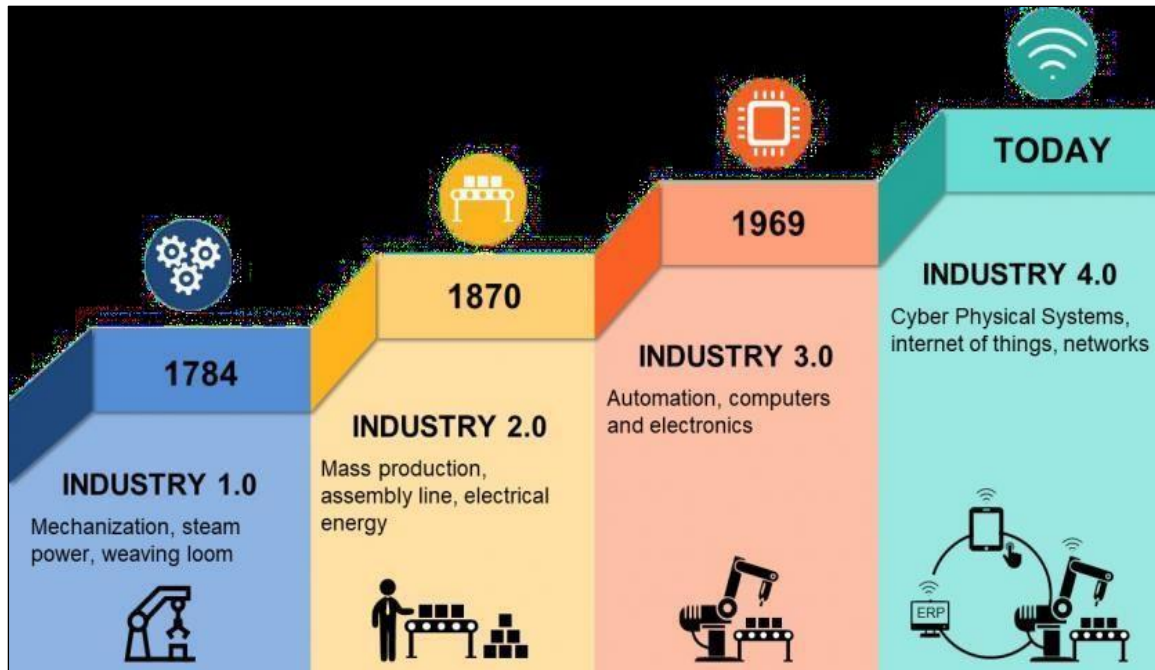 1784
INDUSTRY 1.0
Mechanization, steam
power, weaving loom
1870
INDUSTRY 2.0
Mass production,
assembly line, electrical
energy
1969
INDUSTRY 3.0
Automation, computers
and electronics
TODAY
INDUSTRY 4.0
Cyber Physical Systems,
internet of things, networks
ERP